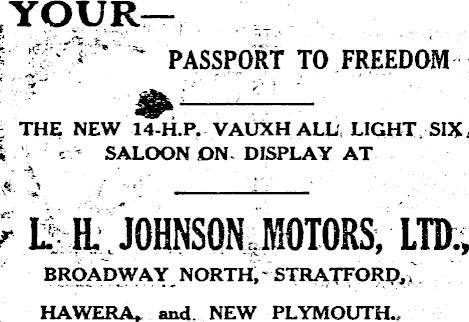 YOUR—
PASSPORT TO FREEDOM
THE NEW 14-H.P. VAUXHALL LIGHT SIX
SALOON ON DISPLAY AT
L. H. JOHNSON MOTORS, LTD.,
BROADWAY NORTH, STRATFORD,
HAWERA, and NEW PLYMOUTH.